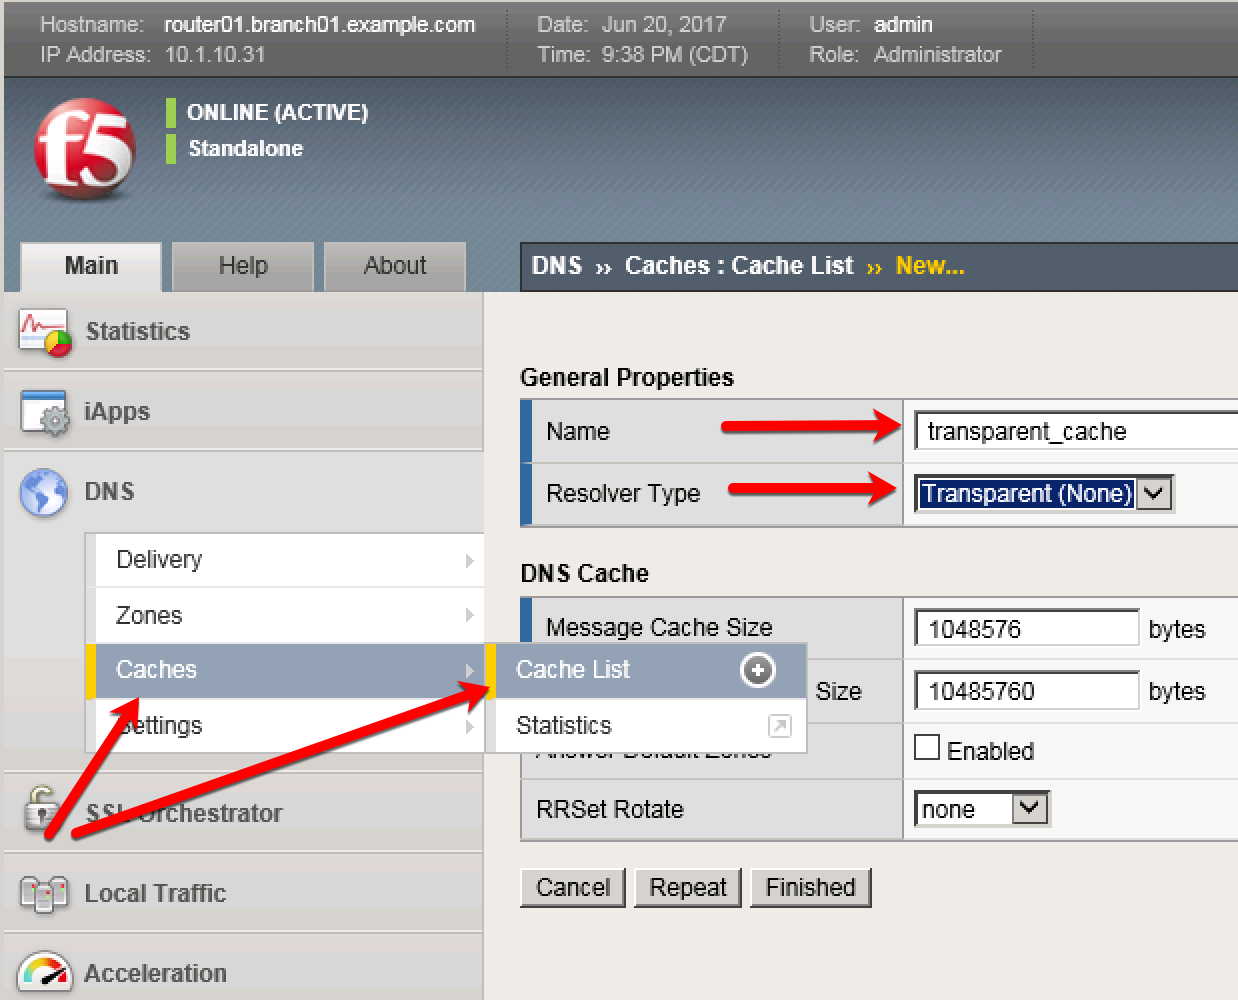 Hostname: router01.branch01.example.com Date: Jun 20, 2017 User: admin
IP Address: 10.1.10.31 Time: 9:38 PM (CDT) Role: Administrator
f5
ONLINE (ACTIVE)
Standalone
Main Help About
DNS ›› Caches : Cache List ›› New...
Statistics
iApps
DNS
Delivery
Zones
Caches
Settings
Cache List
Statistics
SSL Orchestrator
Local Traffic
Acceleration
General Properties
Name transparent_cache
Resolver Type Transparent (None)
DNS Cache
Message Cache Size 1048576 bytes
Size 10485760 bytes
Answer Default Zones Enabled
RRSet Rotate none
Cancel Repeat Finished